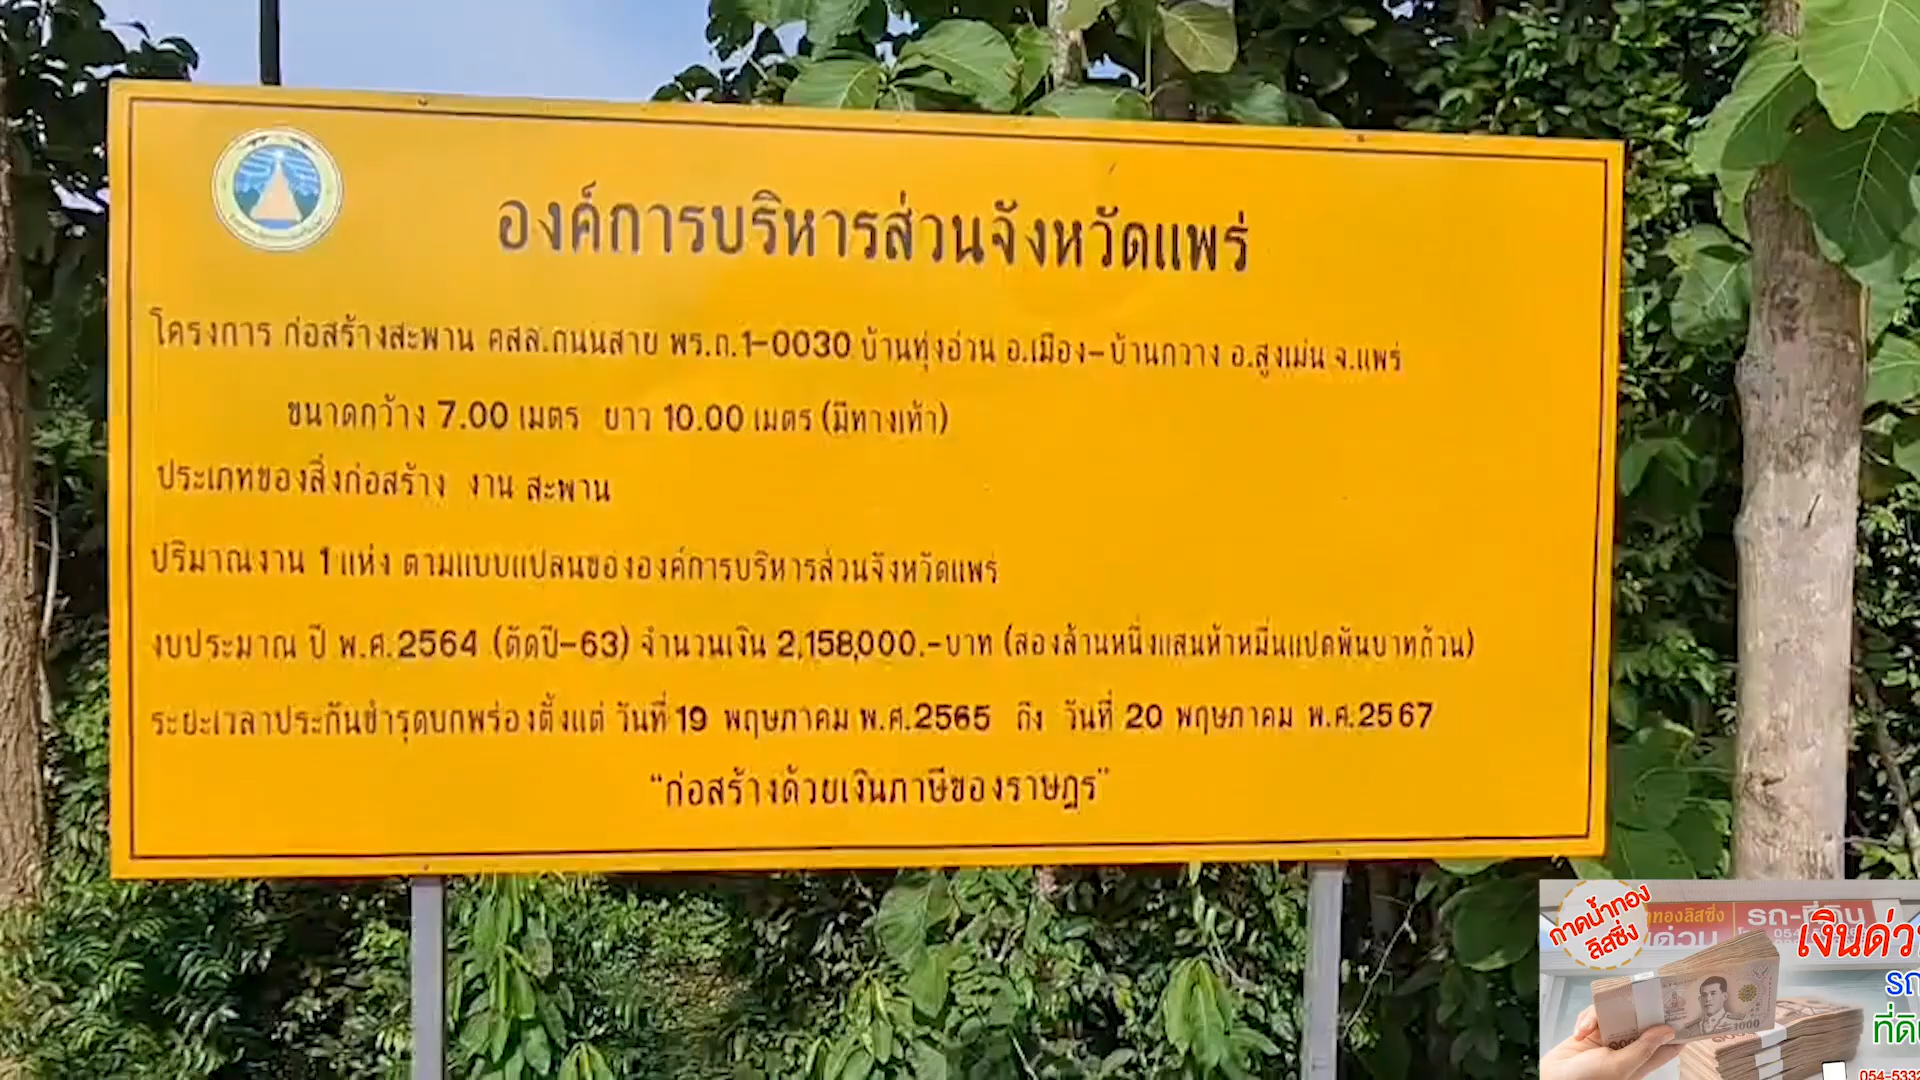 องค์การบริหารส่วนจังหวัดแพร่
โครงการ ก่อสร้างสะพาน คสล.ถนนสาย พร.ถ.1-0030 บ้านทุ่งอ่วน อ.เมือง-บ้านกวาง อ.สูงเม่น จ.แพร่
ขนาดกว้าง 7.00 เมตร ยาว 10.00 เมตร (มีทางเท้า)
ประเภทของสิ่งก่อสร้าง งาน สะพาน
ปริมาณงาน 1 แห่ง ตามแบบแปลนขององค์การบริหารส่วนจังหวัดแพร่
งบประมาณ ปี พ.ศ.2564 (ตัดปี-63) จำนวนเงิน 2,158,000.-บาท (สองล้านหนึ่งแสนห้าหมื่นแปดพันบาทถ้วน)
ระยะเวลาประกันชำรุดบกพร่องตั้งแต่ วันที่ 19 พฤษภาคม พ.ศ.2565 ถึง วันที่ 20 พฤษภาคม พ.ศ.2567
"ก่อสร้างด้วยเงินภาษีของราษฎร"
กาดน้ำทอง
ลิสซิ่ง
รถ-ที่ดิน
1000
054-533